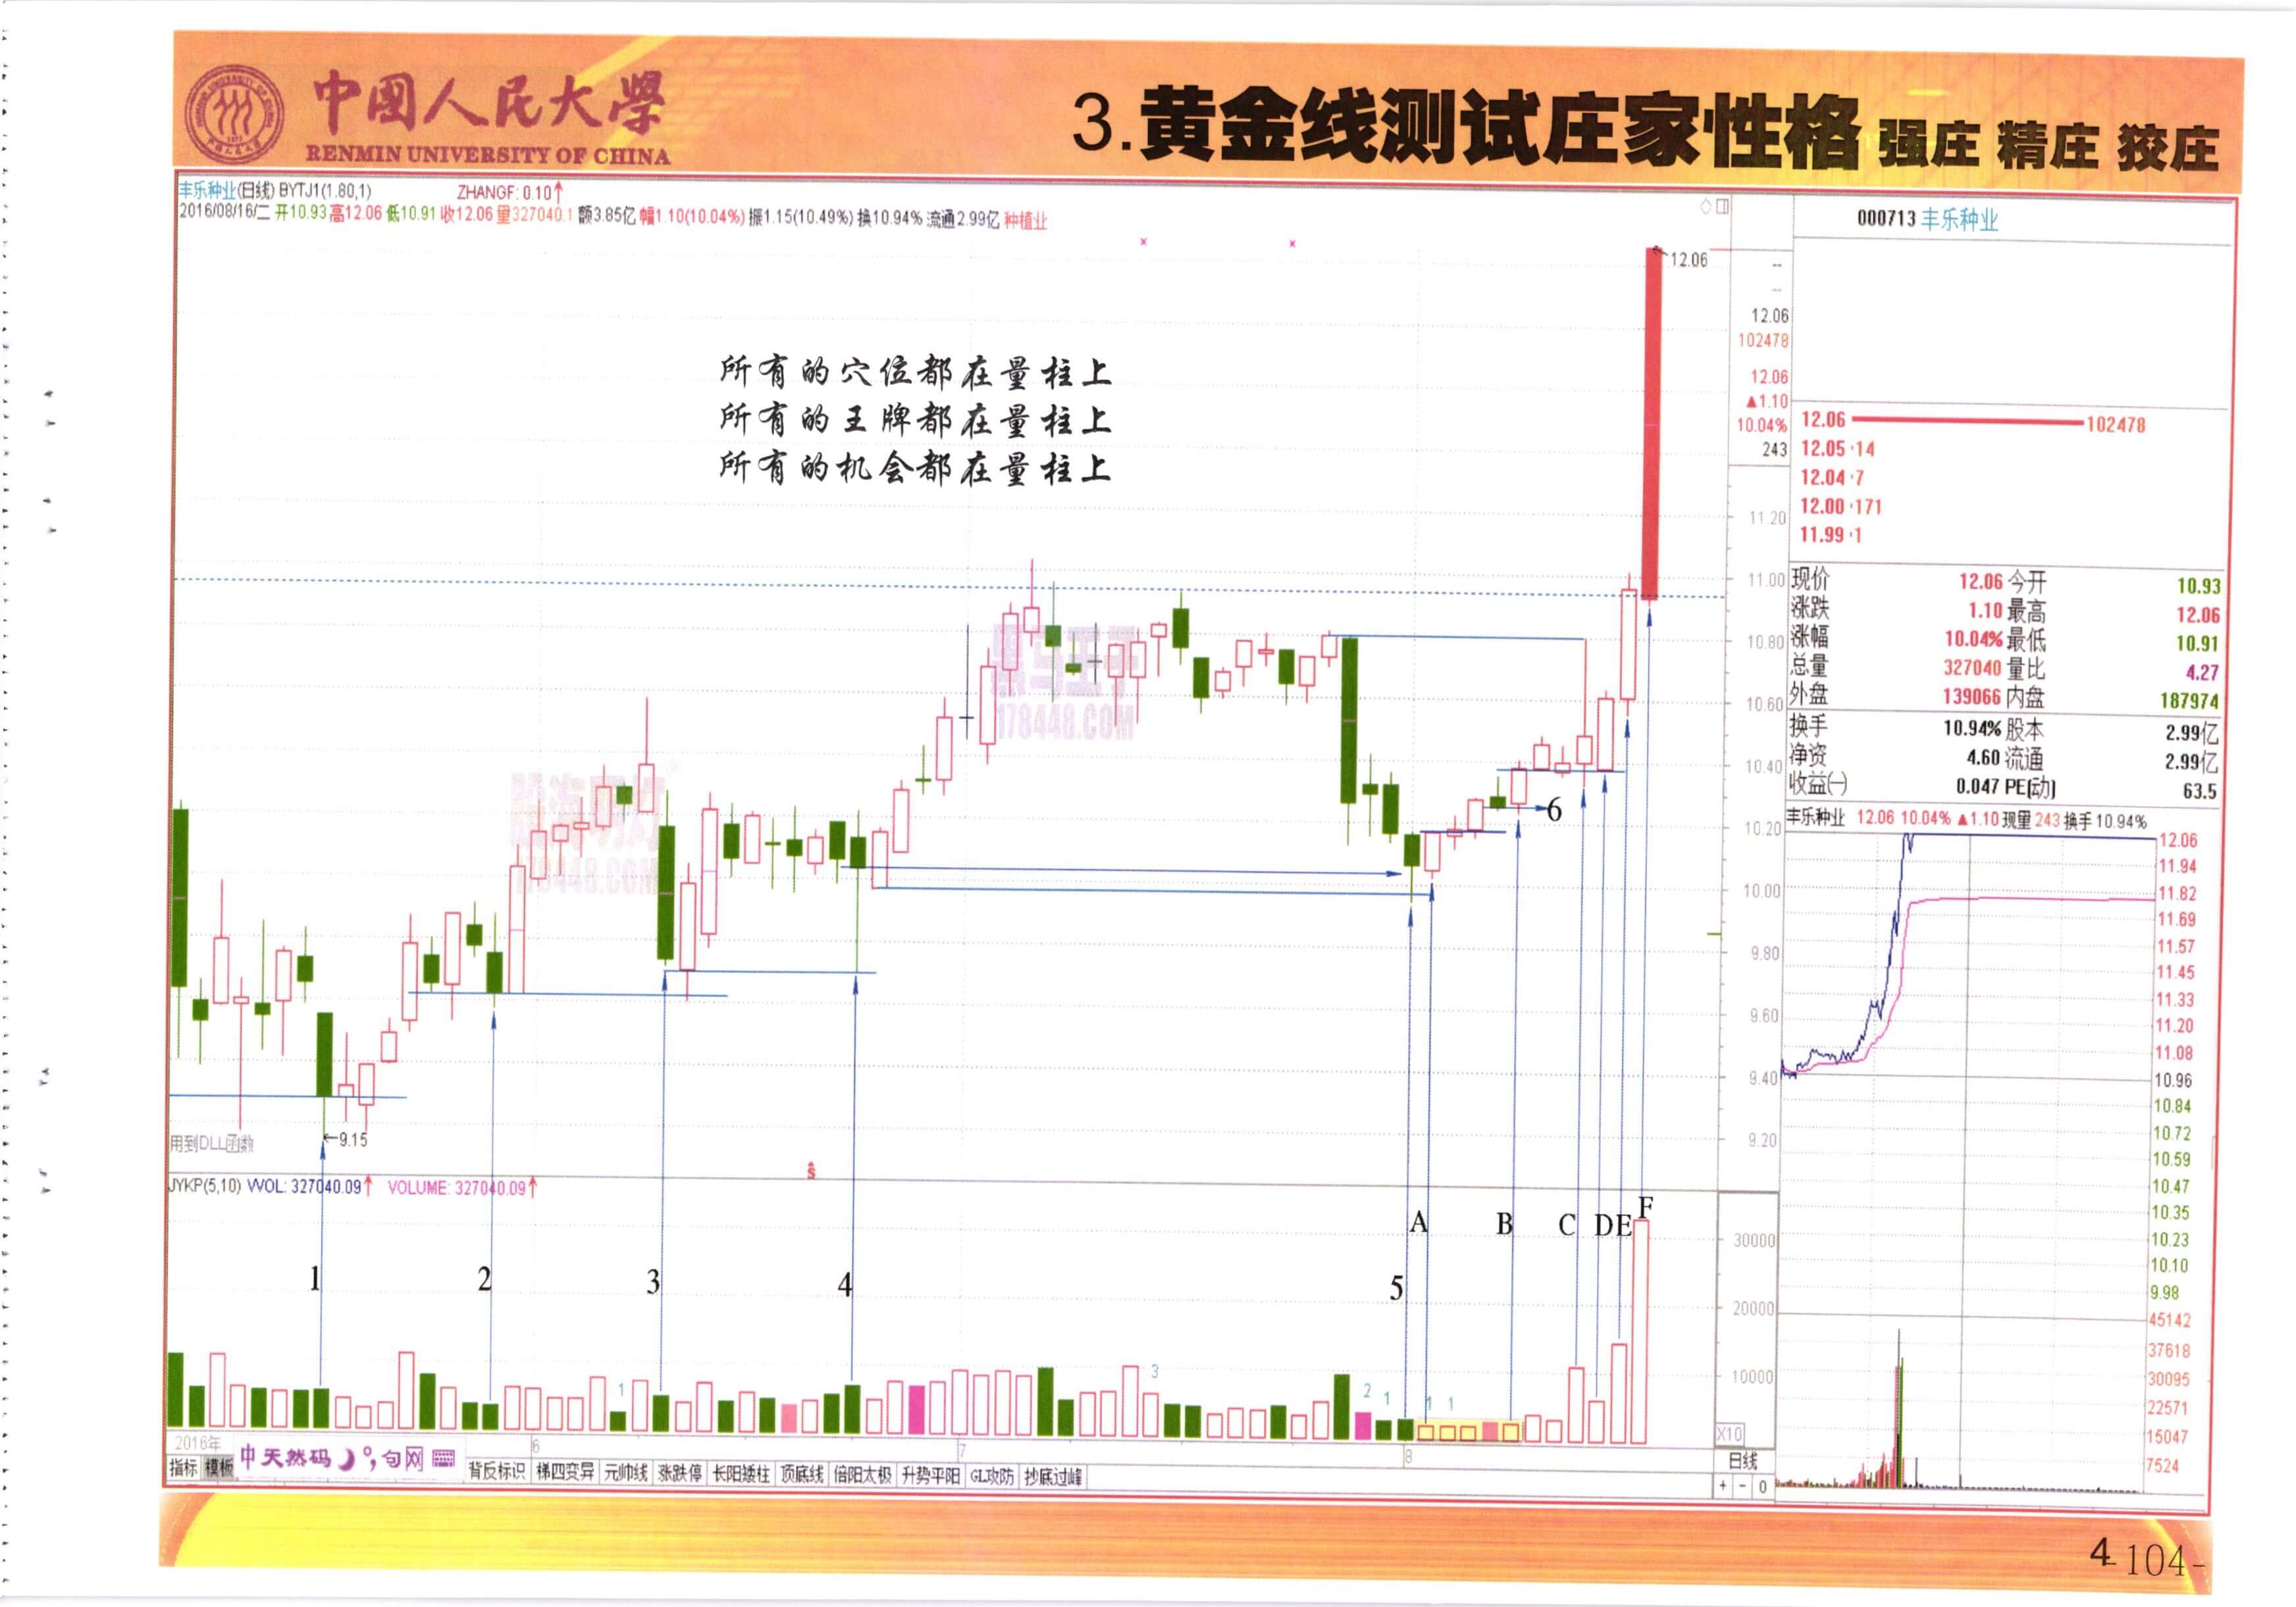 中國人民大學
RENMIN UNIVERSITY OF CHINA
3.黄金线测试庄家性格 强庄 精庄 狡庄
丰乐种业(日线) BYTJ1(1.80,1) ZHANGF: 0.10↑
2016/08/16/二 开10.93 高12.06 低10.91 收12.06 量327040.1 额3.85亿 幅1.10(10.04%) 振1.15(10.49%) 换10.94% 流通2.99亿 种植业
12.06
所有的穴位都在量柱上
所有的王牌都在量柱上
所有的机会都在量柱上
178448.COM
178448.COM
6
←9.15
用到DLL函数
JYKP(5,10) VVOL: 327040.09↑ VOLUME: 327040.09↑
A
B
C
D
E
F
1
2
3
4
5
1
3
2
1
1
1
2016年
6
7
8
中天然码
句网
指标
模板
背反标识
梯四变异
元帅线
涨跌停
长阳矮柱
顶底线
倍阳太极
升势平阳
GL攻防
抄底过峰
--
--
12.06
102478
12.06
▲1.10
10.04%
243
11.20
11.00
10.80
10.60
10.40
10.20
10.00
9.80
9.60
9.40
9.20
30000
20000
10000
X10
日线
+ - 0
000713 丰乐种业
12.06 102478
12.05 14
12.04 7
12.00 171
11.99 1
现价 12.06 今开 10.93
涨跌 1.10 最高 12.06
涨幅 10.04% 最低 10.91
总量 327040 量比 4.27
外盘 139066 内盘 187974
换手 10.94% 股本 2.99亿
净资 4.60 流通 2.99亿
收益(一) 0.047 PE(动) 63.5
丰乐种业 12.06 10.04% ▲1.10 现量 243 换手 10.94%
12.06
11.94
11.82
11.69
11.57
11.45
11.33
11.20
11.08
10.96
10.84
10.72
10.59
10.47
10.35
10.23
10.10
9.98
45142
37618
30095
22571
15047
7524
4
104-